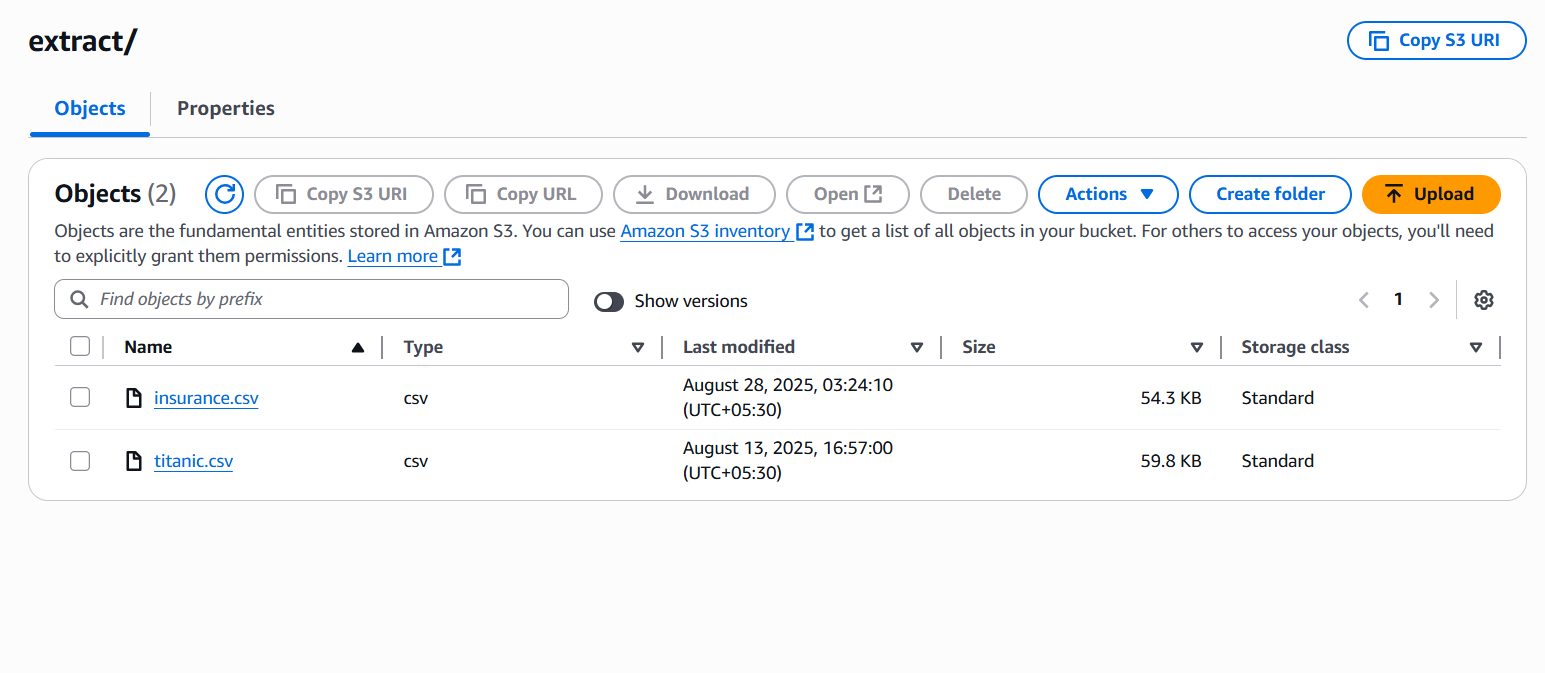 extract/
Copy S3 URI
Objects
Properties
Objects (2)
Copy S3 URI
Copy URL
Download
Open
Delete
Actions
Create folder
Upload
Objects are the fundamental entities stored in Amazon S3. You can use Amazon S3 inventory to get a list of all objects in your bucket. For others to access your objects, you'll need
to explicitly grant them permissions. Learn more
Find objects by prefix
Show versions
1
Name
Type
Last modified
Size
Storage class
insurance.csv
csv
August 28, 2025, 03:24:10
(UTC+05:30)
54.3 KB
Standard
titanic.csv
csv
August 13, 2025, 16:57:00
(UTC+05:30)
59.8 KB
Standard